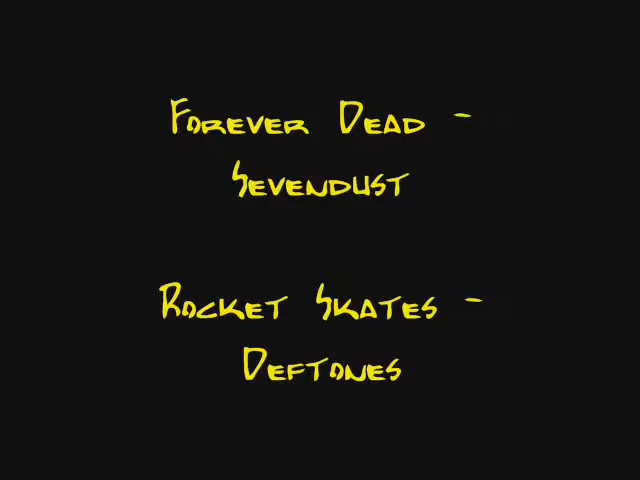 Forever Dead -
Sevendust
Rocket Skates -
Deftones